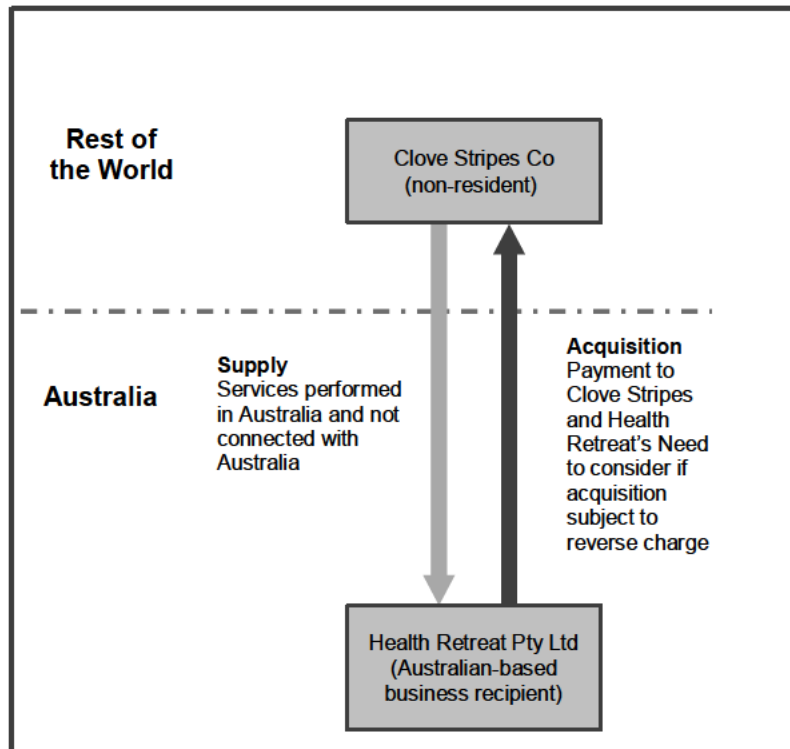 Rest of
the World
Clove Stripes Co
(non-resident)
Australia
Supply
Services performed
in Australia and not
connected with
Australia
Acquisition
Payment to
Clove Stripes
and Health
Retreat's Need
to consider if
acquisition
subject to
reverse charge
Health Retreat Pty Ltd
(Australian-based
business recipient)